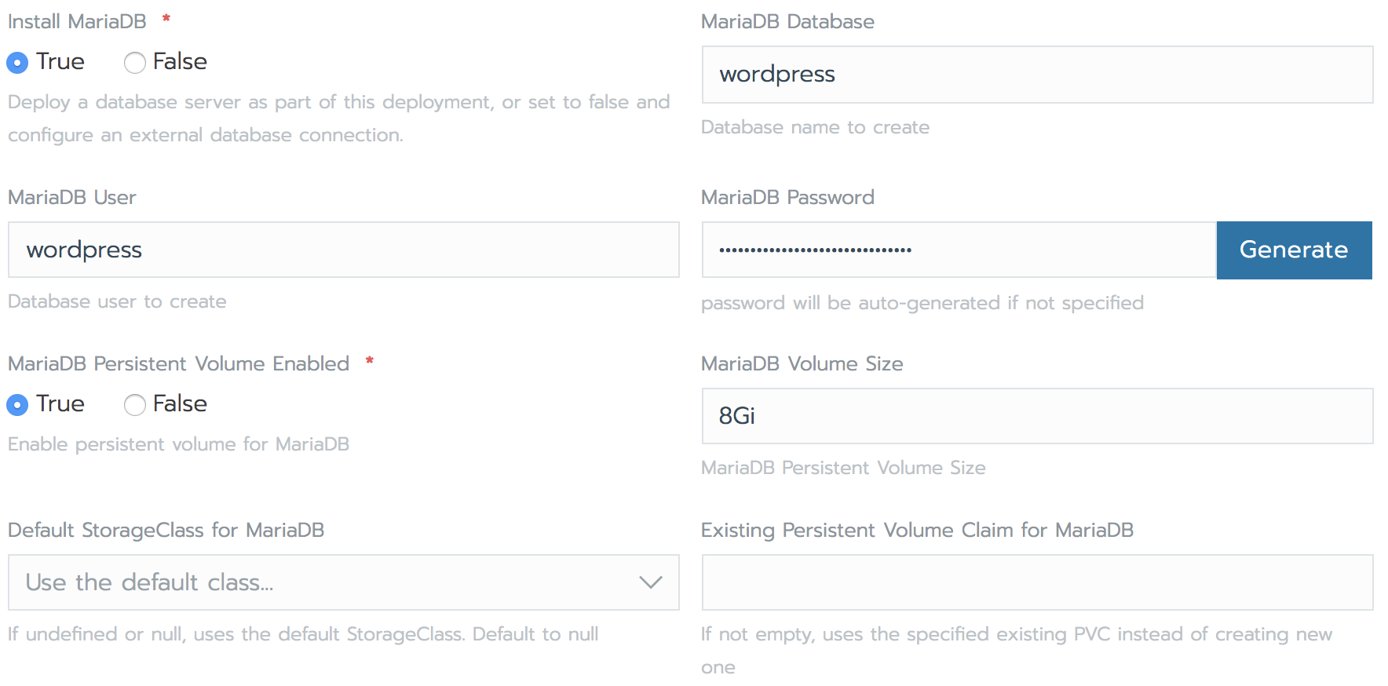 Install MariaDB *
True False
Deploy a database server as part of this deployment, or set to false and
configure an external database connection.
MariaDB Database
wordpress
Database name to create
MariaDB User
wordpress
Database user to create
MariaDB Password
••••••••••••••••••••••••••••••••
Generate
password will be auto-generated if not specified
MariaDB Persistent Volume Enabled *
True False
Enable persistent volume for MariaDB
MariaDB Volume Size
8Gi
MariaDB Persistent Volume Size
Default StorageClass for MariaDB
Use the default class...
If undefined or null, uses the default StorageClass. Default to null
Existing Persistent Volume Claim for MariaDB
If not empty, uses the specified existing PVC instead of creating new
one